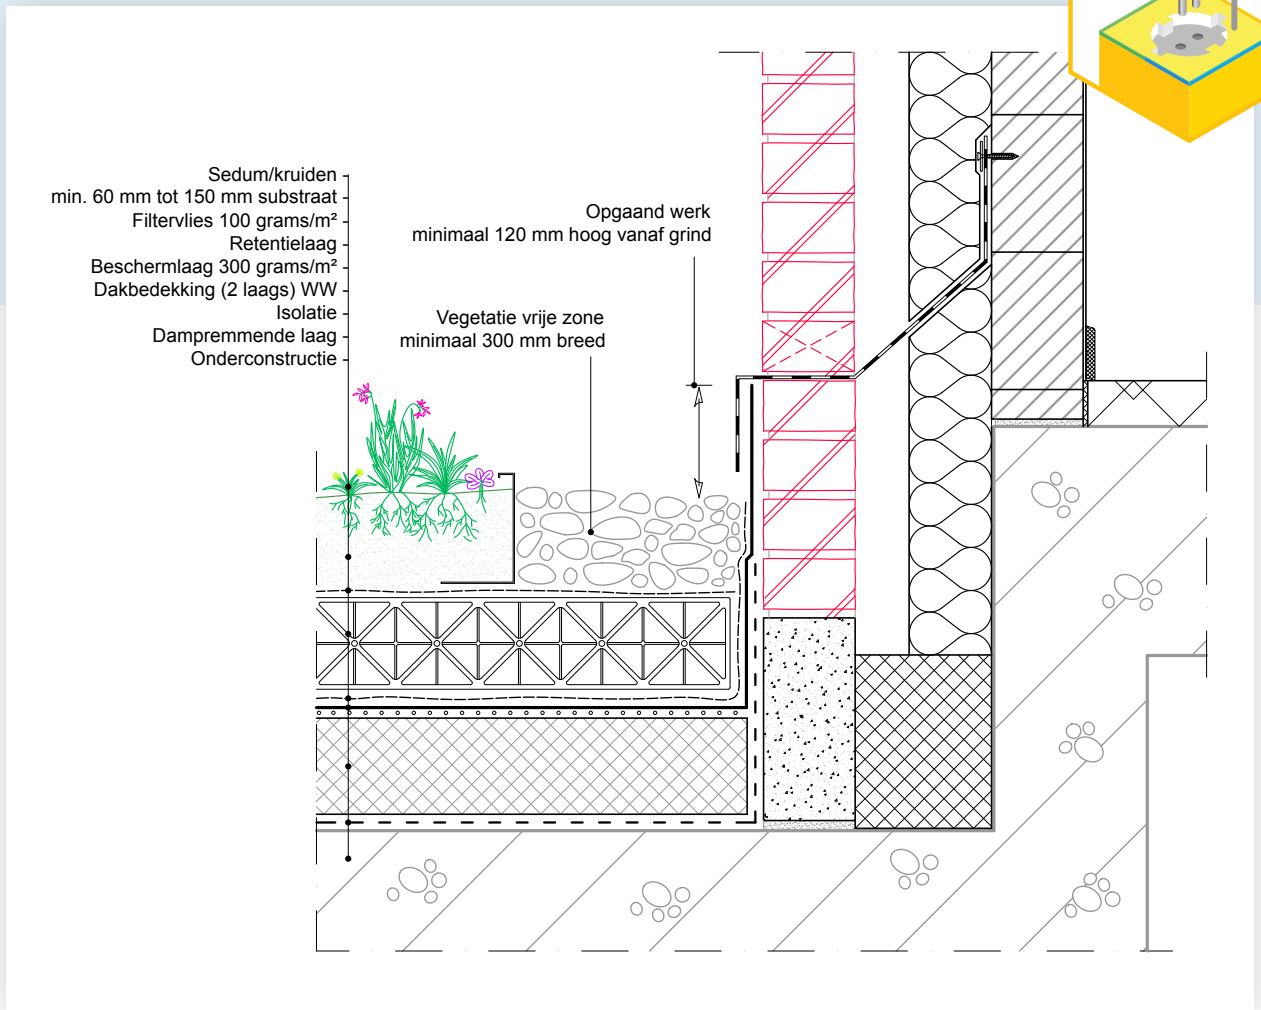 Sedum/kruiden
min. 60 mm tot 150 mm substraat
Filtervlies 100 grams/m²
Retentielaag
Beschermlaag 300 grams/m²
Dakbedekking (2 laags) WW
Isolatie
Dampremmende laag
Onderconstructie
Opgaand werk
minimaal 120 mm hoog vanaf grind
Vegetatie vrije zone
minimaal 300 mm breed